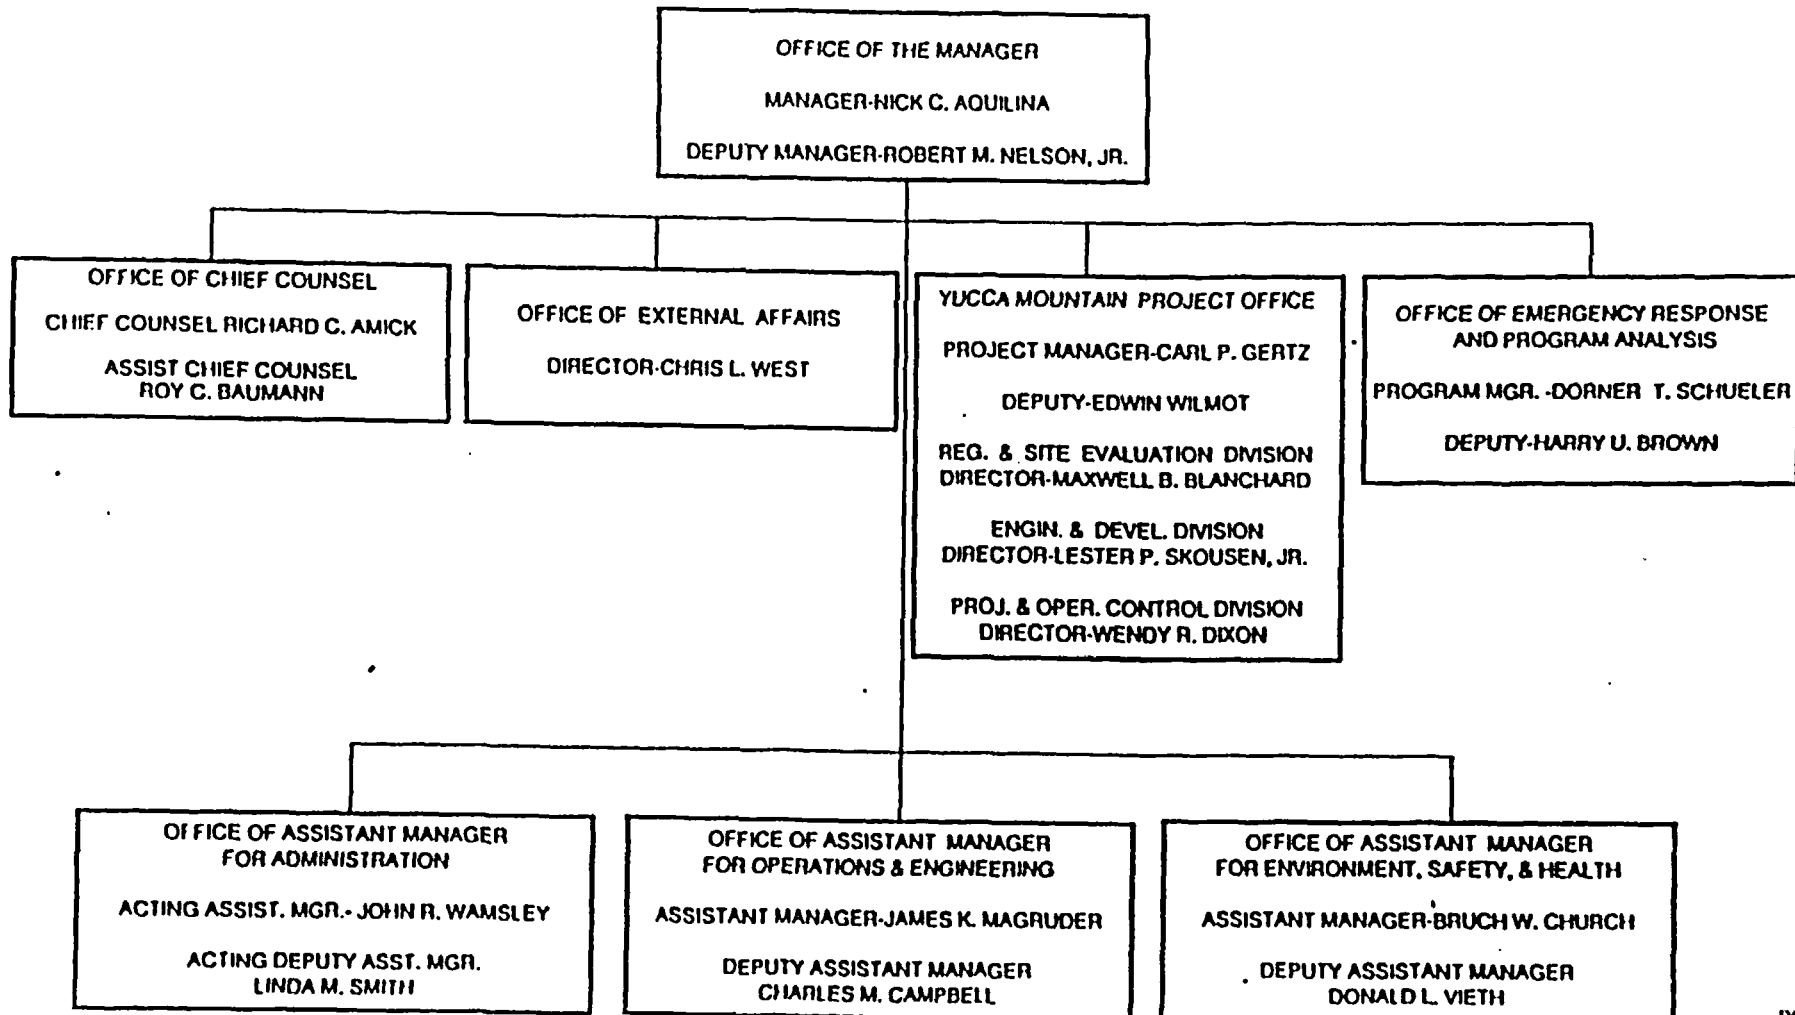 OFFICE OF THE MANAGER
MANAGER-NICK C. AQUILINA
DEPUTY MANAGER-ROBERT M. NELSON, JR.
OFFICE OF CHIEF COUNSEL
CHIEF COUNSEL RICHARD C. AMICK
ASSIST CHIEF COUNSEL
ROY C. BAUMANN
OFFICE OF EXTERNAL AFFAIRS
DIRECTOR-CHRIS L. WEST
YUCCA MOUNTAIN PROJECT OFFICE
PROJECT MANAGER-CARL P. GERTZ
DEPUTY-EDWIN WILMOT
REG. & SITE EVALUATION DIVISION
DIRECTOR-MAXWELL B. BLANCHARD
ENGIN. & DEVEL. DIVISION
DIRECTOR-LESTER P. SKOUSEN, JR.
PROJ. & OPER. CONTROL DIVISION
DIRECTOR-WENDY R. DIXON
OFFICE OF EMERGENCY RESPONSE
AND PROGRAM ANALYSIS
PROGRAM MGR. -DORNER T. SCHUELER
DEPUTY-HARRY U. BROWN
OFFICE OF ASSISTANT MANAGER
FOR ADMINISTRATION
ACTING ASSIST. MGR.- JOHN R. WAMSLEY
ACTING DEPUTY ASST. MGR.
LINDA M. SMITH
OFFICE OF ASSISTANT MANAGER
FOR OPERATIONS & ENGINEERING
ASSISTANT MANAGER-JAMES K. MAGRUDER
DEPUTY ASSISTANT MANAGER
CHARLES M. CAMPBELL
OFFICE OF ASSISTANT MANAGER
FOR ENVIRONMENT, SAFETY, & HEALTH
ASSISTANT MANAGER-BRUCH W. CHURCH
DEPUTY ASSISTANT MANAGER
DONALD L. VIETH